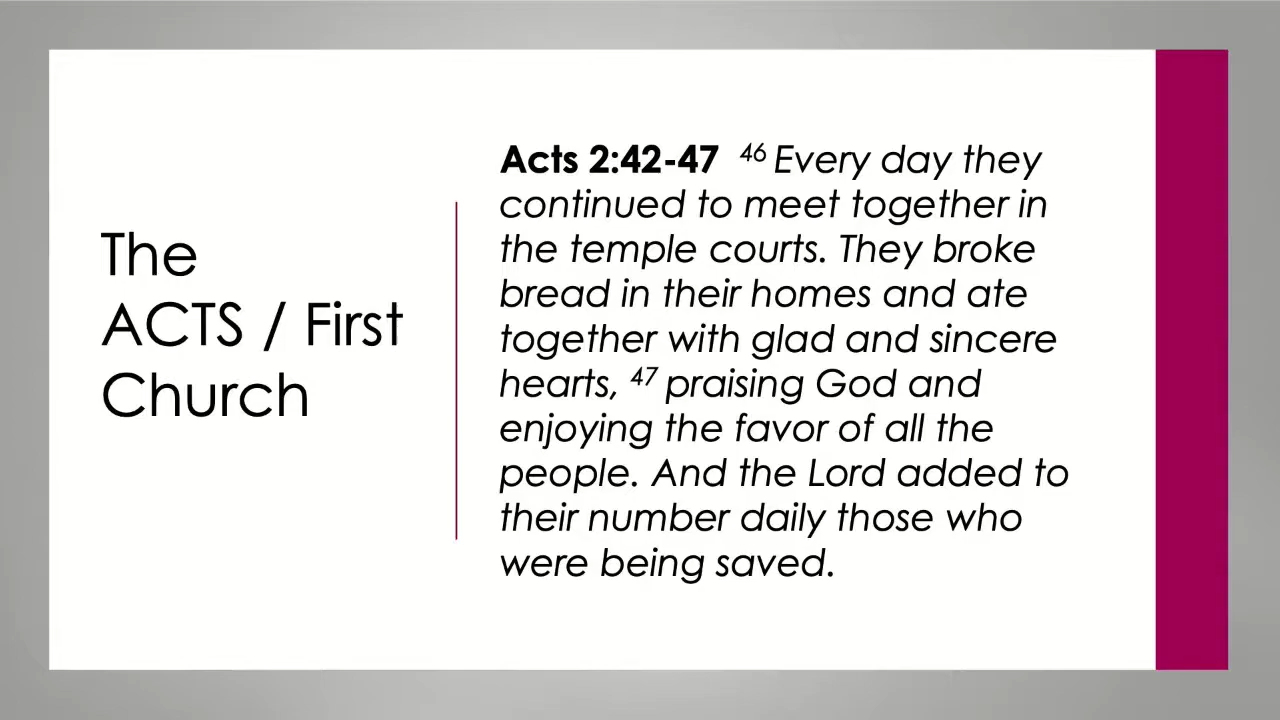 The
ACTS / First
Church
Acts 2:42-47 46 Every day they
continued to meet together in
the temple courts. They broke
bread in their homes and ate
together with glad and sincere
hearts, 47 praising God and
enjoying the favor of all the
people. And the Lord added to
their number daily those who
were being saved.